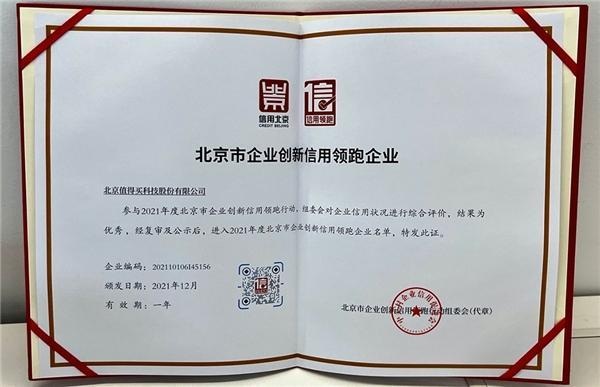 信用北京
CREDIT BEIJING
信
信用领跑
北京市企业创新信用领跑企业
北京值得买科技股份有限公司
参与2021年度北京市企业创新信用领跑行动，组委会对企业信用状况进行综合评价，结果为
优秀，经复审及公示后，进入2021年度北京市企业创新信用领跑企业名单，特发此证。
企业编码：202110106145156
颁发日期：2021年12月
有效期：一年
北京市企业创新信用领跑行动组委会(代章)